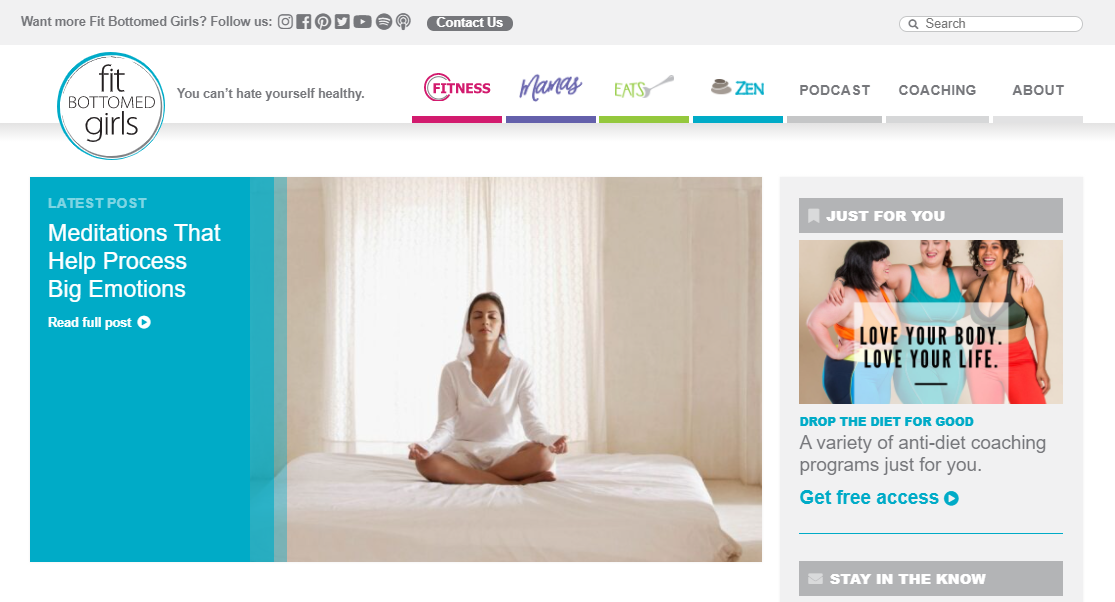 Want more Fit Bottomed Girls? Follow us:
Contact Us
Search
fit
BOTTOMED
girls
You can't hate yourself healthy.
FITNESS
Mamas
EATS
ZEN
PODCAST
COACHING
ABOUT
LATEST POST
Meditations That
Help Process
Big Emotions
Read full post
JUST FOR YOU
LOVE YOUR BODY.
LOVE YOUR LIFE.
DROP THE DIET FOR GOOD
A variety of anti-diet coaching
programs just for you.
Get free access
STAY IN THE KNOW